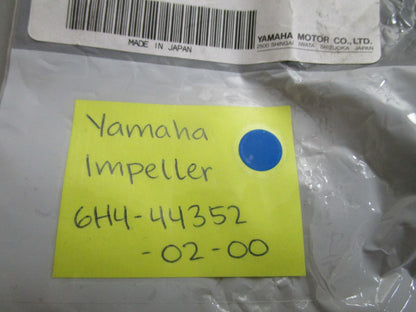 MADE IN JAPAN
YAMAHA MOTOR CO., LTD.
2500 SHINGAI IWATA SHIZUOKA JAPAN
Yamaha
Impeller
6H4-44352
-02-00